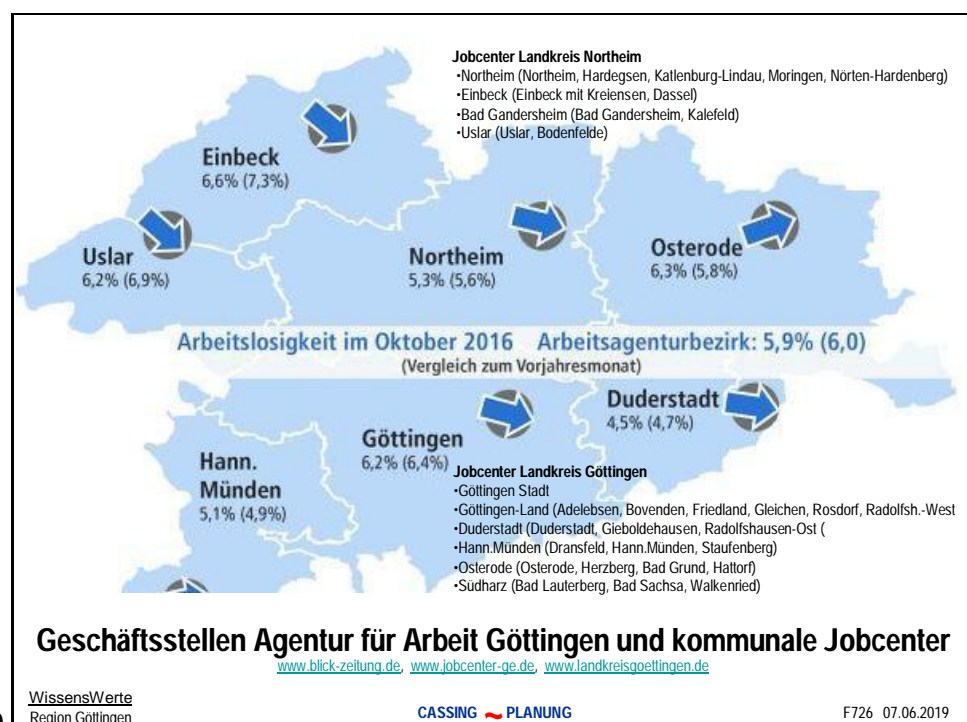 Jobcenter Landkreis Northeim
•Northeim (Northeim, Hardegsen, Katlenburg-Lindau, Moringen, Nörten-Hardenberg)
•Einbeck (Einbeck mit Kreiensen, Dassel)
•Bad Gandersheim (Bad Gandersheim, Kalefeld)
•Uslar (Uslar, Bodenfelde)
Einbeck
6,6% (7,3%)
Uslar
6,2% (6,9%)
Northeim
5,3% (5,6%)
Osterode
6,3% (5,8%)
Arbeitslosigkeit im Oktober 2016 Arbeitsagenturbezirk: 5,9% (6,0)
(Vergleich zum Vorjahresmonat)
Duderstadt
4,5% (4,7%)
Göttingen
6,2% (6,4%)
Hann.
Münden
5,1% (4,9%)
Jobcenter Landkreis Göttingen
•Göttingen Stadt
•Göttingen-Land (Adelebsen, Bovenden, Friedland, Gleichen, Rosdorf, Radolfsh.-West
•Duderstadt (Duderstadt, Gieboldehausen, Radolfshausen-Ost (
•Hann.Münden (Dransfeld, Hann.Münden, Staufenberg)
•Osterode (Osterode, Herzberg, Bad Grund, Hattorf)
•Südharz (Bad Lauterberg, Bad Sachsa, Walkenried)
Geschäftsstellen Agentur für Arbeit Göttingen und kommunale Jobcenter
www.blick-zeitung.de, www.jobcenter-ge.de, www.landkreisgoettingen.de
WissensWerte
Region Göttingen
CASSING ~ PLANUNG
F726 07.06.2019